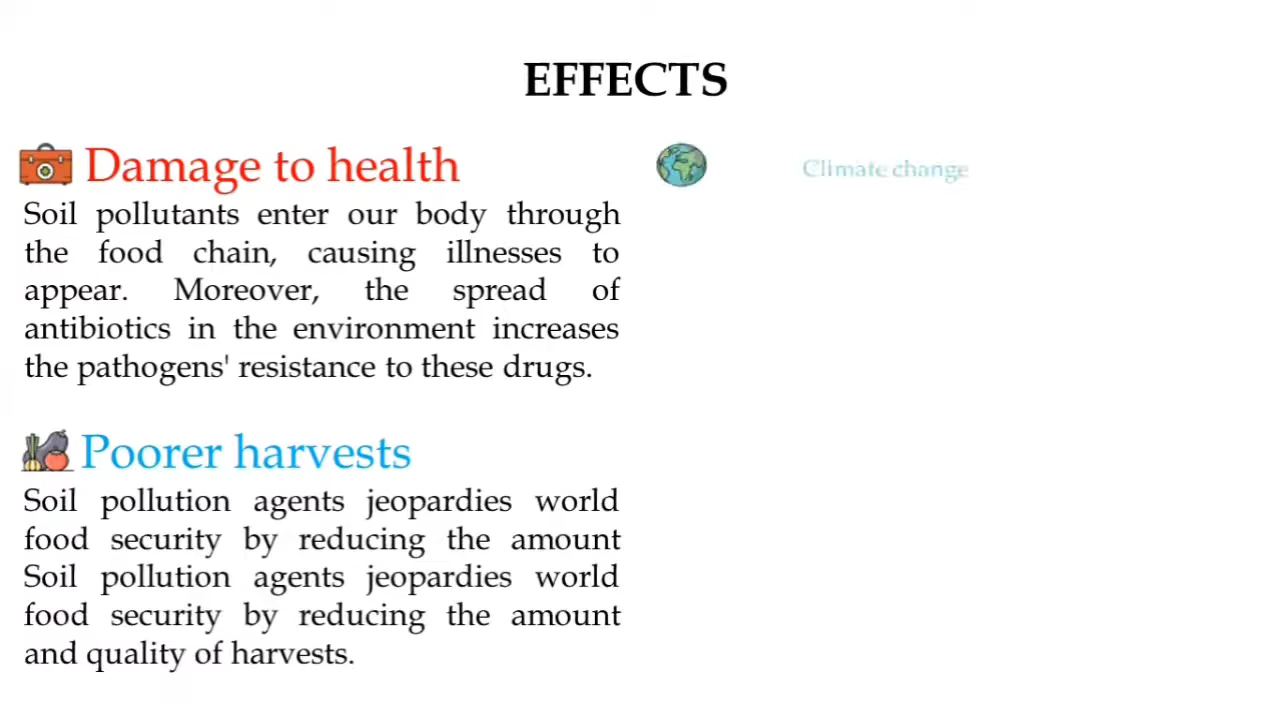 EFFECTS
Damage to health
Soil pollutants enter our body through
the food chain, causing illnesses to
appear. Moreover, the spread of
antibiotics in the environment increases
the pathogens' resistance to these drugs.
Poorer harvests
Soil pollution agents jeopardies world
food security by reducing the amount
Soil pollution agents jeopardies world
food security by reducing the amount
and quality of harvests.
Climate change